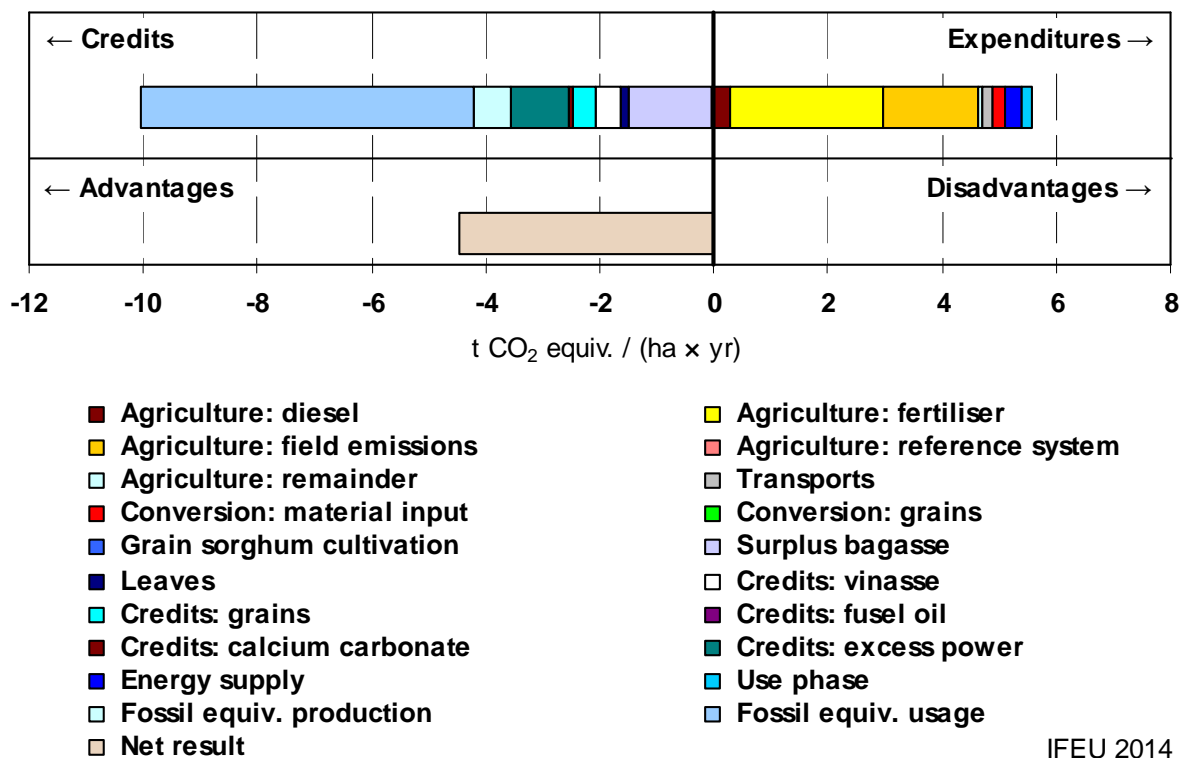 ← Credits Expenditures →
← Advantages Disadvantages →
-12 -10 -8 -6 -4 -2 0 2 4 6 8
t CO₂ equiv. / (ha × yr)
Agriculture: diesel Agriculture: fertiliser
Agriculture: field emissions Agriculture: reference system
Agriculture: remainder Transports
Conversion: material input Conversion: grains
Grain sorghum cultivation Surplus bagasse
Leaves Credits: vinasse
Credits: grains Credits: fusel oil
Credits: calcium carbonate Credits: excess power
Energy supply Use phase
Fossil equiv. production Fossil equiv. usage
Net result
IFEU 2014